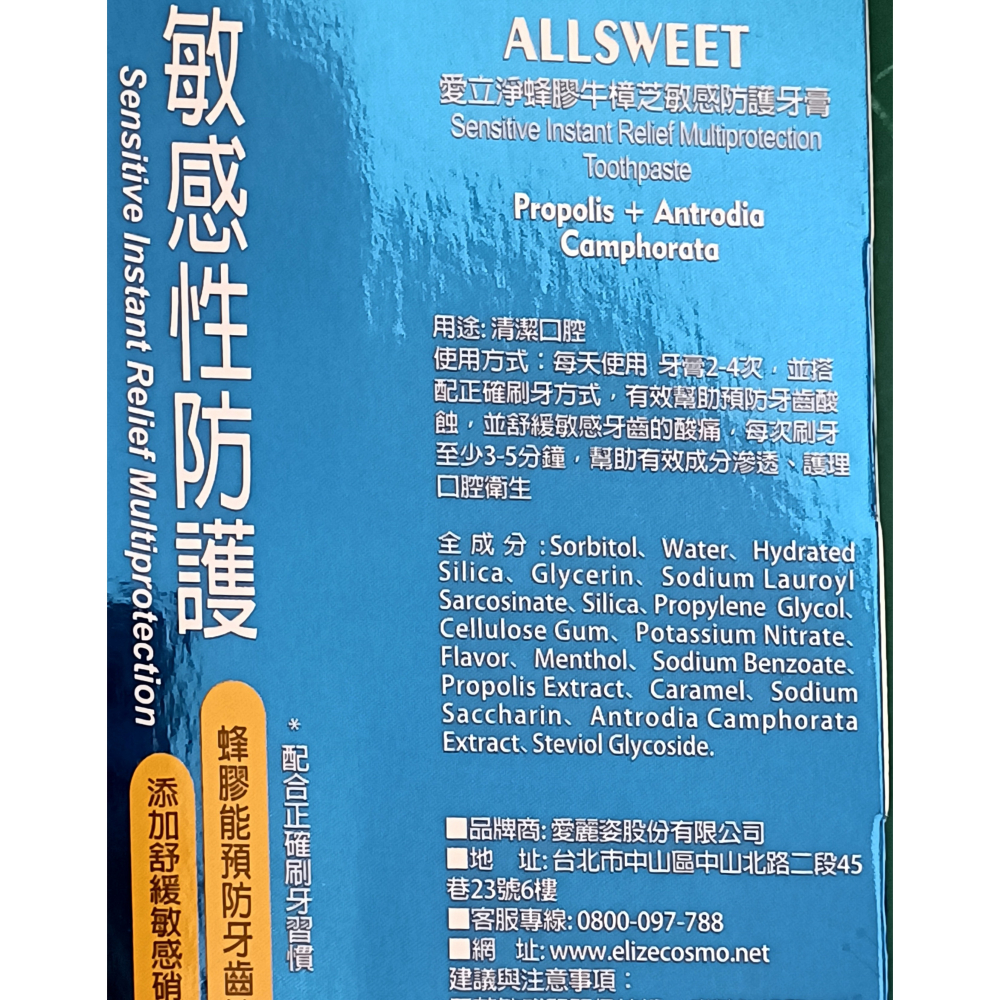 敏感性防護
Sensitive Instant Relief Multiprotection
蜂膠能預防牙齒
添加舒緩敏感硝
*配合正確刷牙習慣
ALLSWEET
愛立淨蜂膠牛樟芝敏感防護牙膏
Sensitive Instant Relief Multiprotection
Toothpaste
Propolis + Antrodia
Camphorata
用途: 清潔口腔
使用方式：每天使用 牙膏2-4次，並搭
配正確刷牙方式，有效幫助預防牙齒酸
蝕，並舒緩敏感牙齒的酸痛，每次刷牙
至少3-5分鐘，幫助有效成分滲透、護理
口腔衛生
全 成 分 :Sorbitol、Water、Hydrated
Silica、Glycerin、Sodium Lauroyl
Sarcosinate、Silica、Propylene Glycol、
Cellulose Gum、Potassium Nitrate、
Flavor、Menthol、Sodium Benzoate、
Propolis Extract、Caramel、Sodium
Saccharin、Antrodia Camphorata
Extract、Steviol Glycoside.
■品牌商: 愛麗姿股份有限公司
■地 址: 台北市中山區中山北路二段45
巷23號6樓
■客服專線: 0800-097-788
■網 址: www.elizecosmo.net
建議與注意事項：